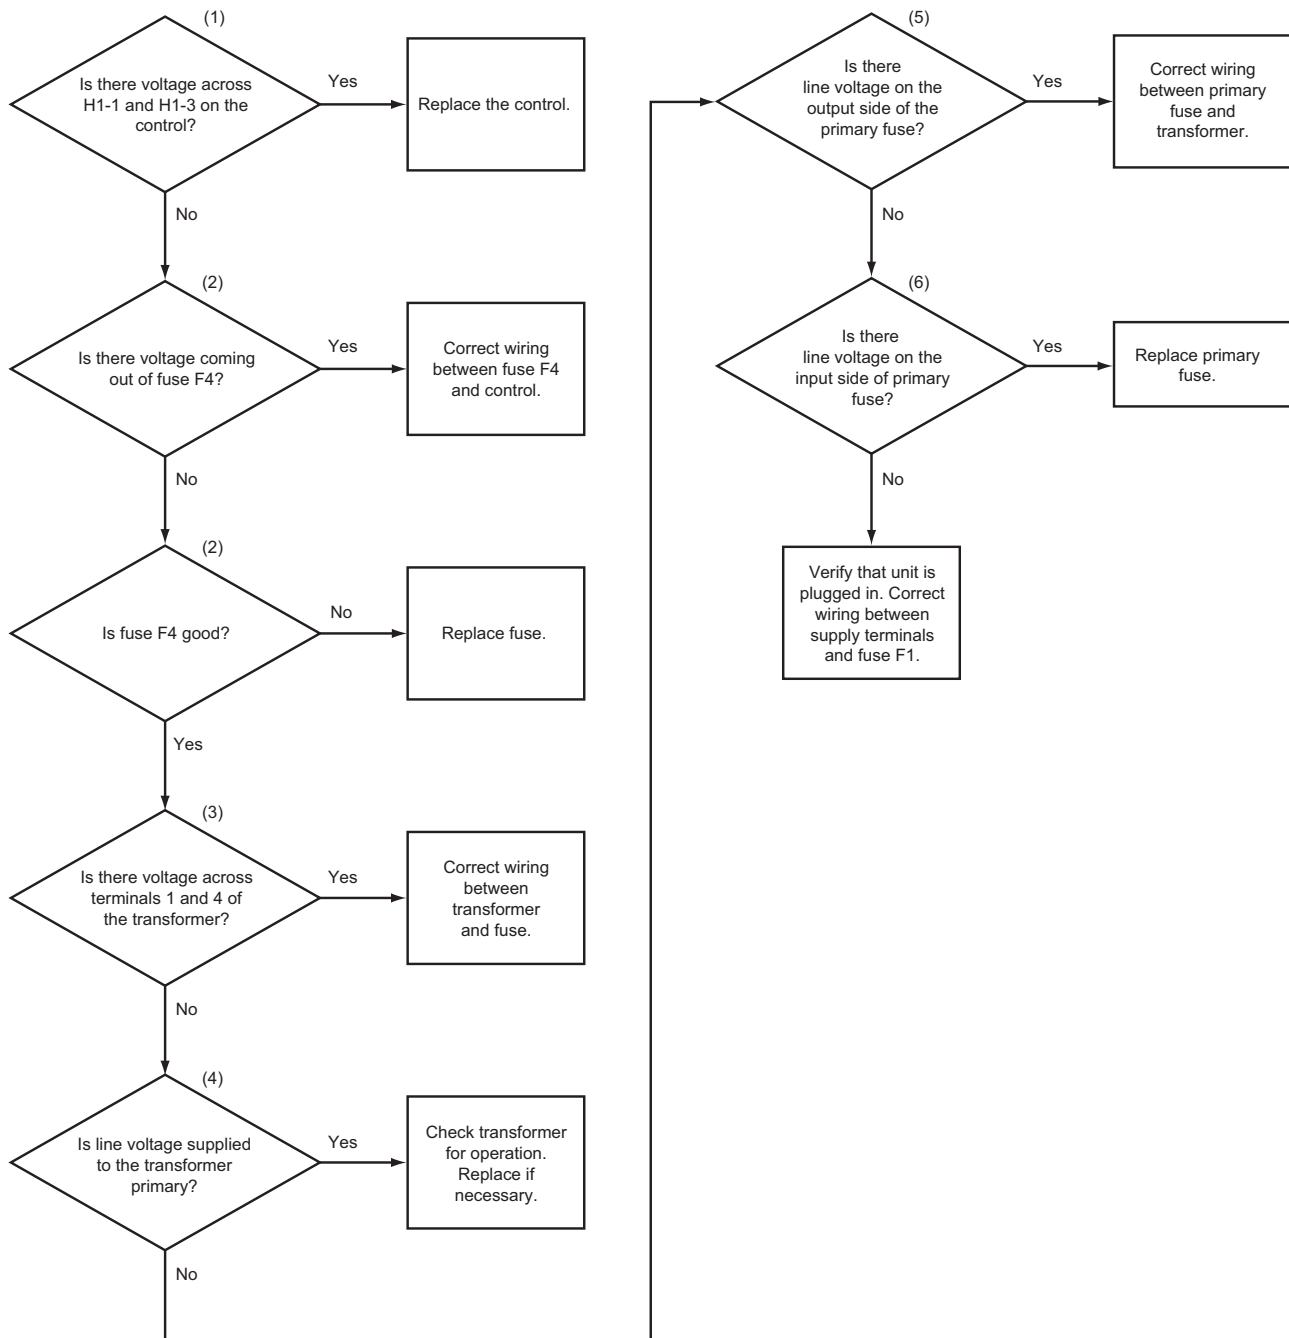 (1)
Is there voltage across
H1-1 and H1-3 on the
control?
Yes
Replace the control.
No
(2)
Is there voltage coming
out of fuse F4?
Yes
Correct wiring
between fuse F4
and control.
No
(2)
Is fuse F4 good?
No
Replace fuse.
Yes
(3)
Is there voltage across
terminals 1 and 4 of
the transformer?
Yes
Correct wiring
between
transformer
and fuse.
No
(4)
Is line voltage supplied
to the transformer
primary?
Yes
Check transformer
for operation.
Replace if
necessary.
No
(5)
Is there
line voltage on the
output side of the
primary fuse?
Yes
Correct wiring
between primary
fuse and
transformer.
No
(6)
Is there
line voltage on the
input side of primary
fuse?
Yes
Replace primary
fuse.
No
Verify that unit is
plugged in. Correct
wiring between
supply terminals
and fuse F1.